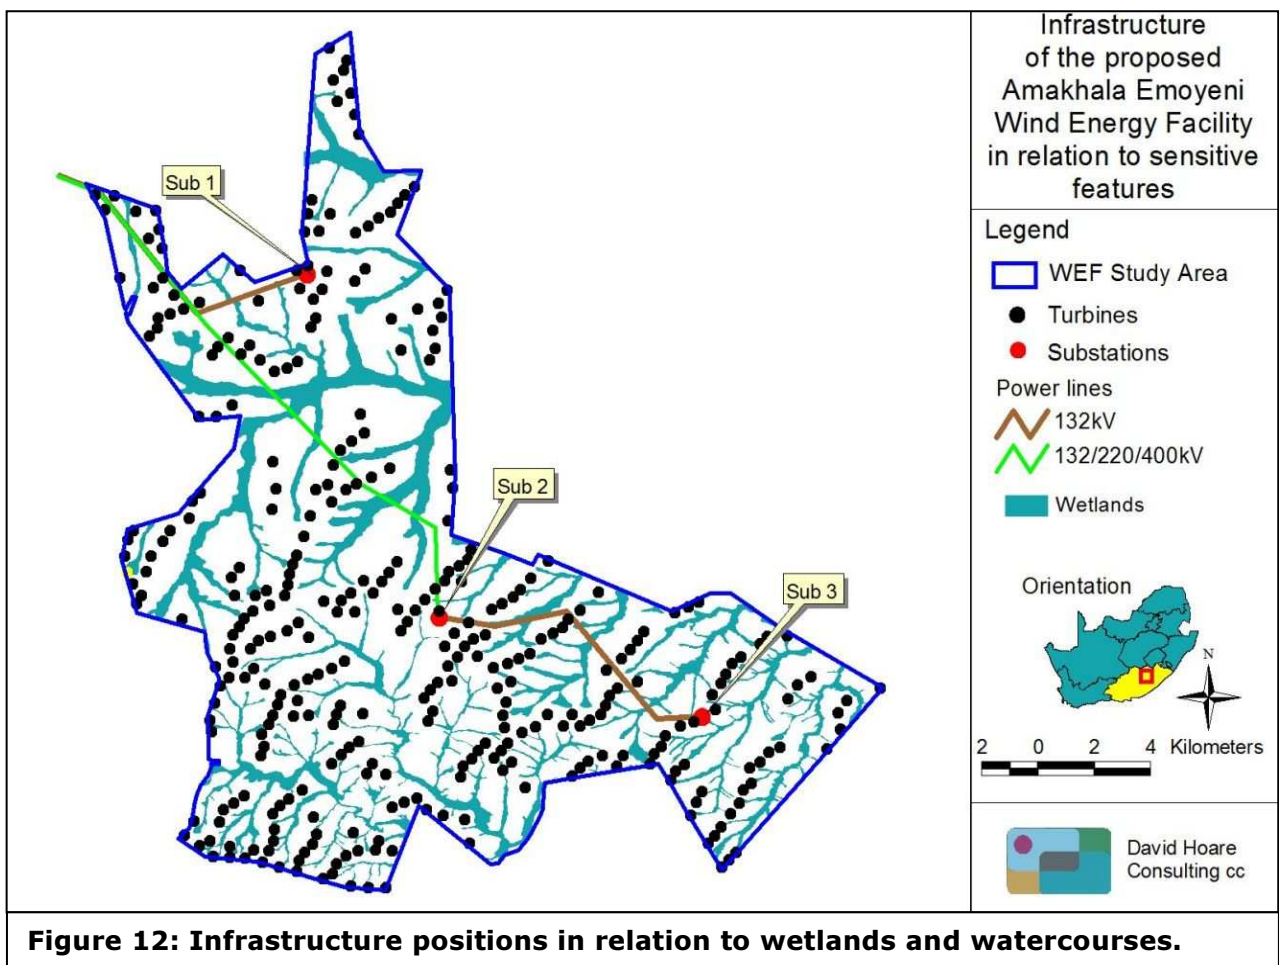 Infrastructure
of the proposed
Amakhala Emoyeni
Wind Energy Facility
in relation to sensitive
features
Legend
WEF Study Area
Turbines
Substations
Power lines
132kV
132/220/400kV
Wetlands
Orientation
N
2 0 2 4 Kilometers
David Hoare
Consulting cc
Sub 1
Sub 2
Sub 3
Figure 12: Infrastructure positions in relation to wetlands and watercourses.